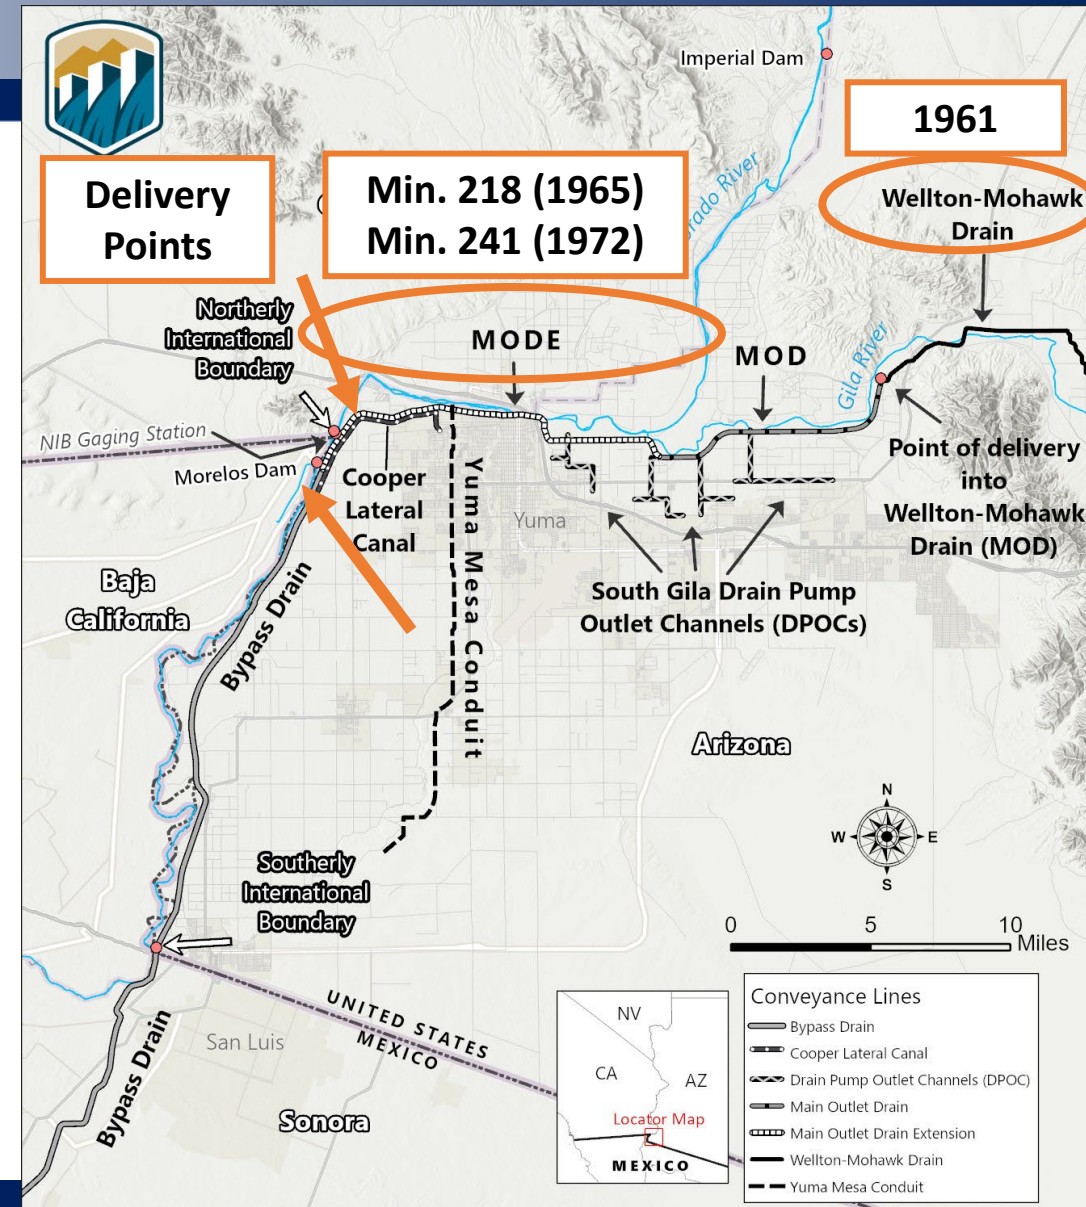 Imperial Dam
1961
Delivery
Points
Min. 218 (1965)
Min. 241 (1972)
Wellton-Mohawk
Drain
rado River
Northerly
International
Boundary
MODE
MOD
Gila River
NIB Gaging Station
Morelos Dam
Cooper
Lateral
Canal
Yuma Mesa Conduit
Yuma
Point of delivery
into
Wellton-Mohawk
Drain (MOD)
Baja
California
Bypass Drain
South Gila Drain Pump
Outlet Channels (DPOCs)
Arizona
N
W
E
S
Southerly
International
Boundary
0
5
10
Miles
UNITED STATES
MEXICO
San Luis
Bypass Drain
Sonora
NV
CA
AZ
Locator Map
MEXICO
Conveyance Lines
Bypass Drain
Cooper Lateral Canal
Drain Pump Outlet Channels (DPOC)
Main Outlet Drain
Main Outlet Drain Extension
Wellton-Mohawk Drain
Yuma Mesa Conduit